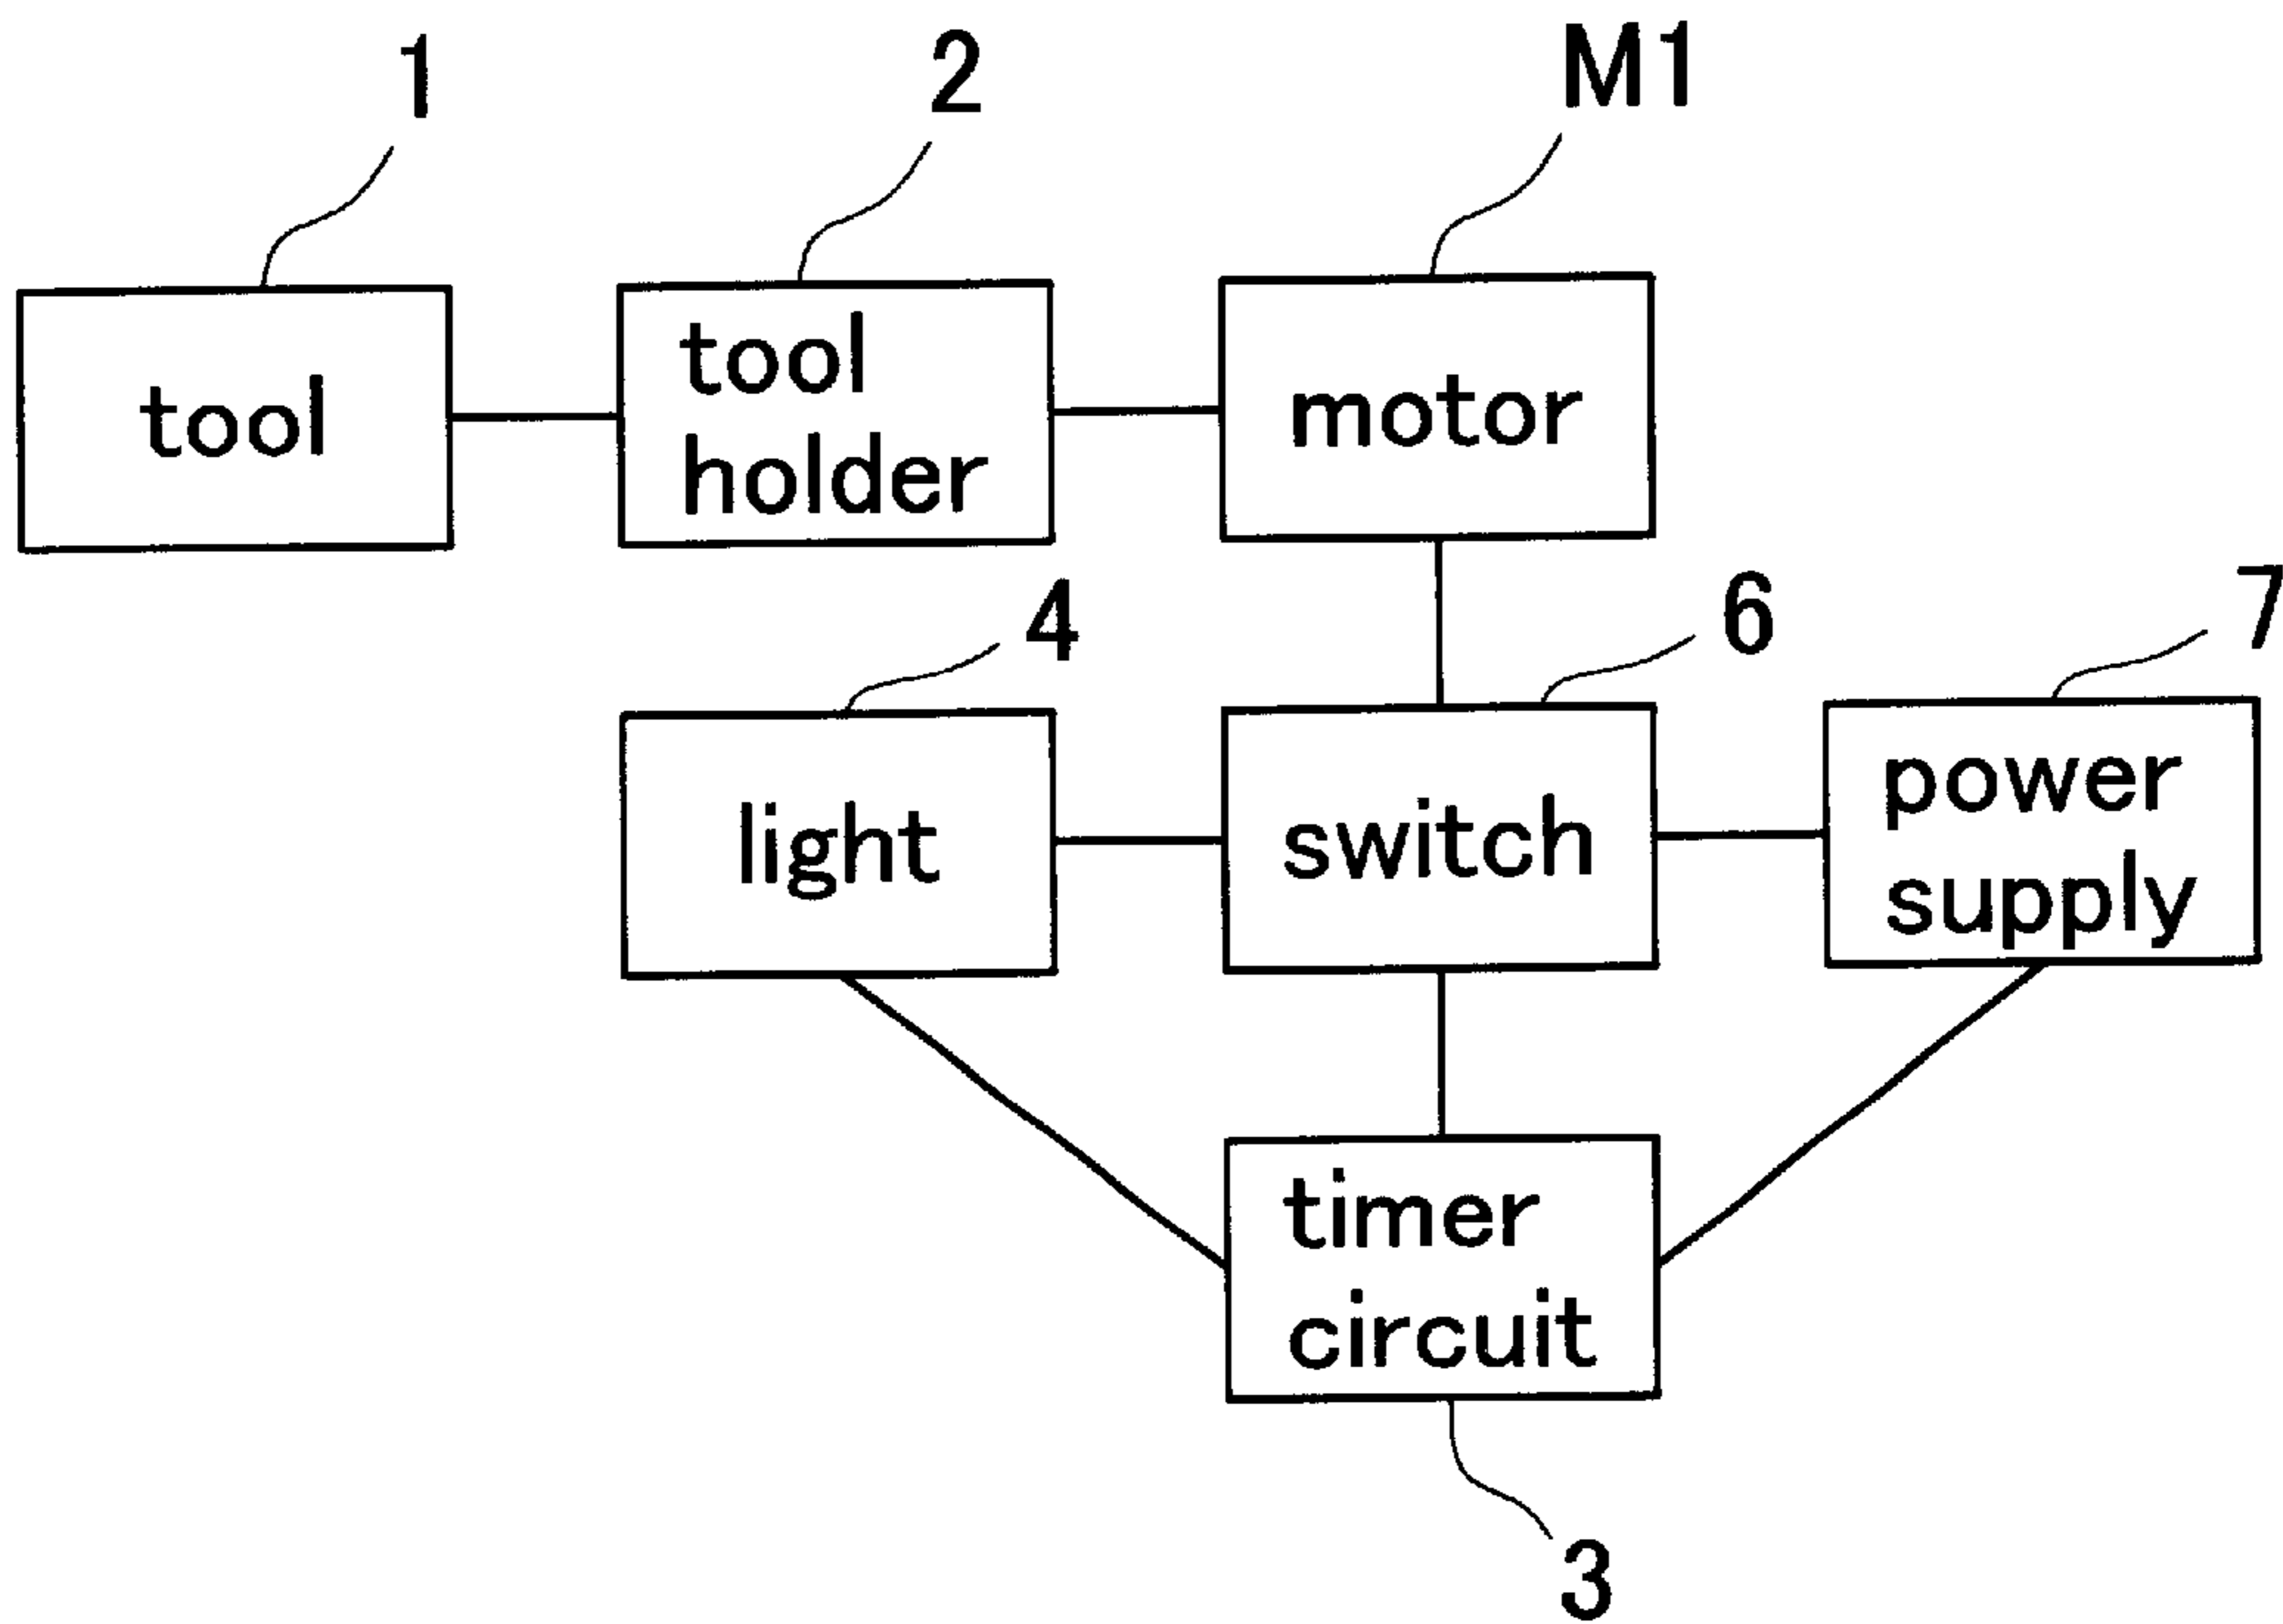 1
2
M1
tool
tool
holder
motor
4
6
7
light
switch
power
supply
timer
circuit
3